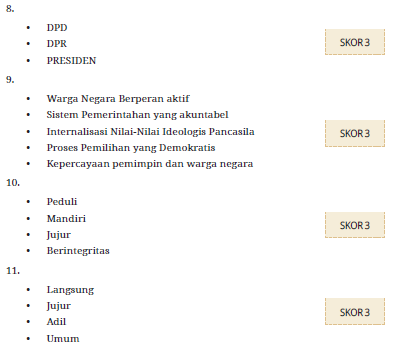 8.
• DPD
• DPR
• PRESIDEN
SKOR 3
9.
• Warga Negara Berperan aktif
• Sistem Pemerintahan yang akuntabel
• Internalisasi Nilai-Nilai Ideologis Pancasila
• Proses Pemilihan yang Demokratis
• Kepercayaan pemimpin dan warga negara
SKOR 3
10.
• Peduli
• Mandiri
• Jujur
• Berintegritas
SKOR 3
11.
• Langsung
• Jujur
• Adil
• Umum
SKOR 3